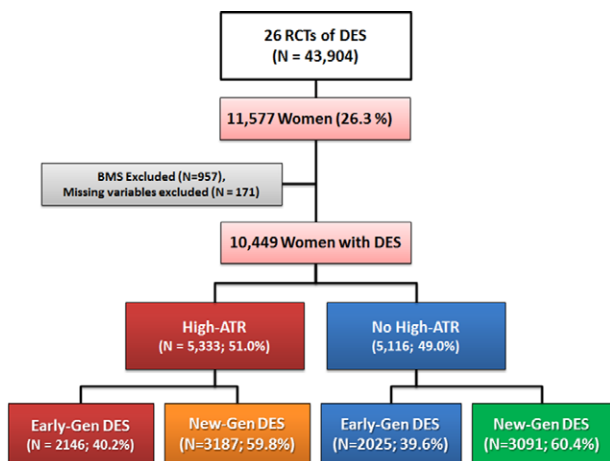 26 RCTs of DES
(N = 43,904)
11,577 Women (26.3 %)
BMS Excluded (N=957),
Missing variables excluded (N = 171)
10,449 Women with DES
High-ATR
(N = 5,333; 51.0%)
No High-ATR
(5,116; 49.0%)
Early-Gen DES
(N = 2146; 40.2%)
New-Gen DES
(N=3187; 59.8%)
Early-Gen DES
(N=2025; 39.6%)
New-Gen DES
(N=3091; 60.4%)